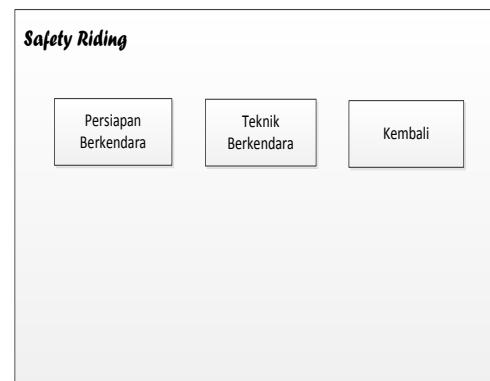 Safety Riding
Persiapan
Berkendara
Teknik
Berkendara
Kembali